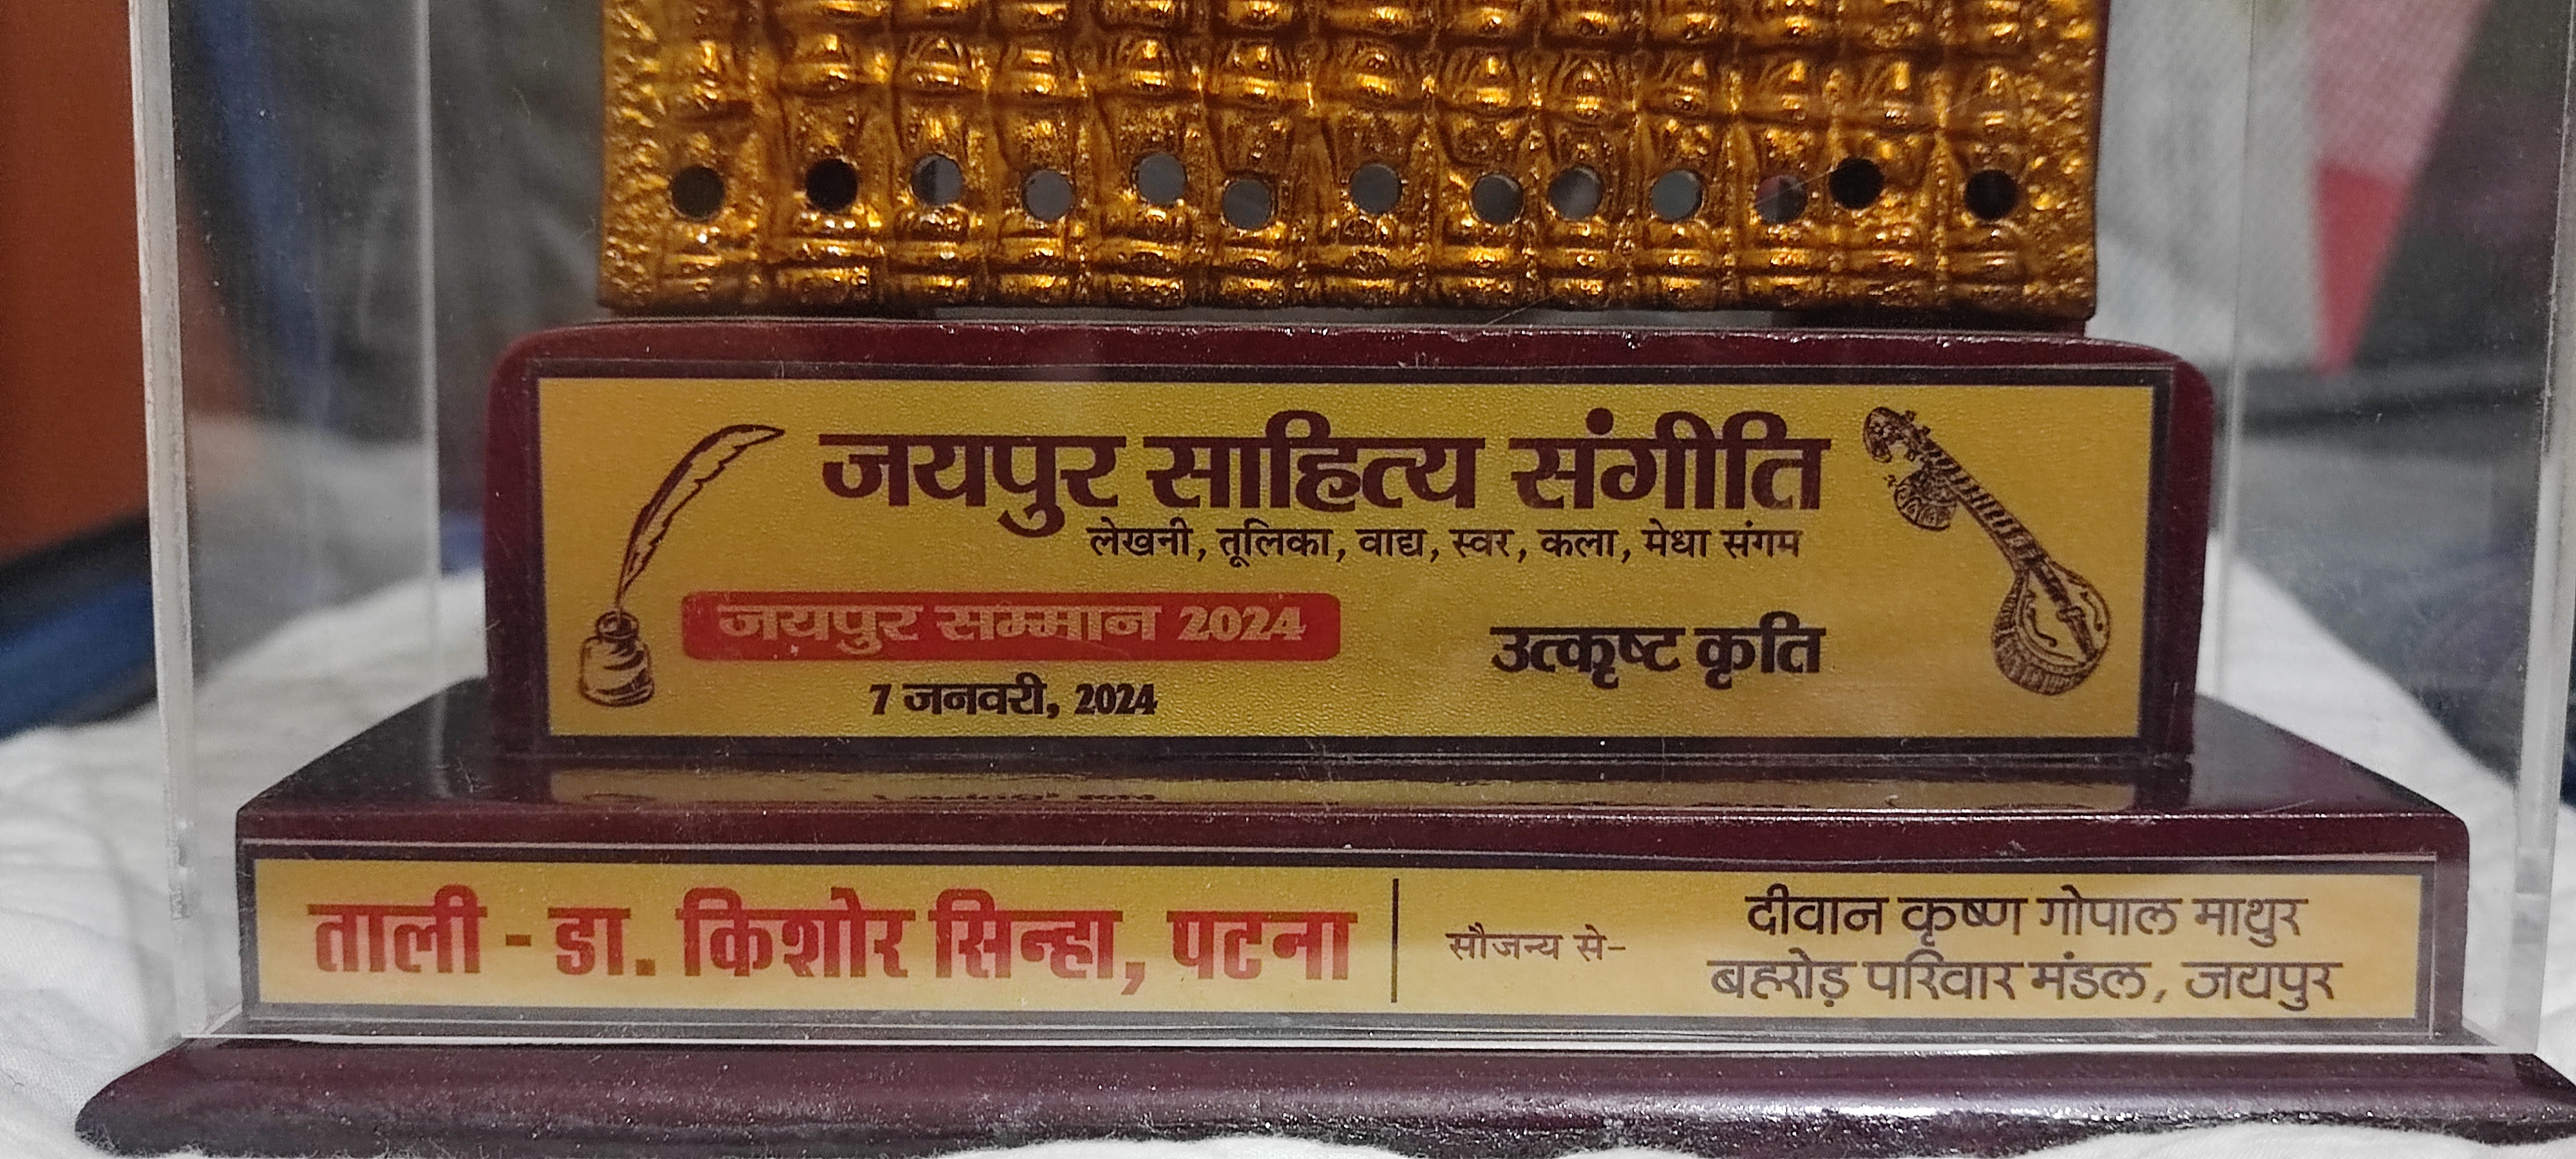 जयपुर साहित्य संगीति
लेखनी, तूलिका, वाद्य, स्वर, कला, मेधा संगम
जयपुर सम्मान 2024
7 जनवरी, 2024
उत्कृष्ट कृति
ताली - डा. किशोर सिन्हा, पटना
सौजन्य से-
दीवान कृष्ण गोपाल माथुर
बहरोड़ परिवार मंडल, जयपुर